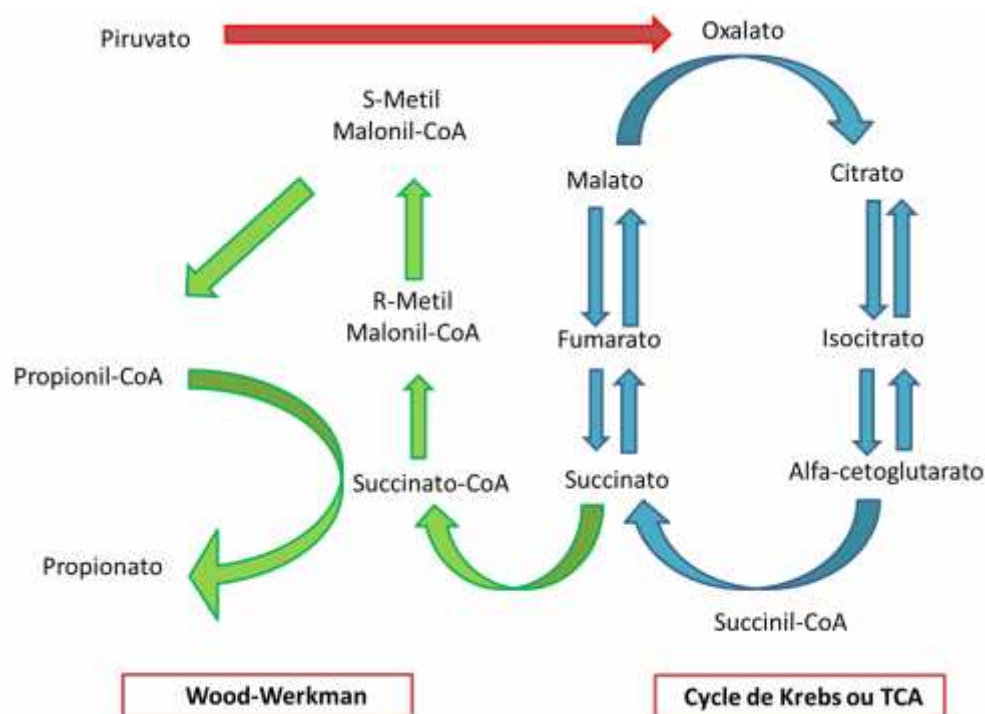 Piruvato
Oxalato
S-Metil
Malonil-CoA
Malato
Citrato
R-Metil
Malonil-CoA
Fumarato
Isocitrato
Propionil-CoA
Succinato-CoA
Succinato
Alfa-cetoglutarato
Propionato
Succinil-CoA
Wood-Werkman
Cycle de Krebs ou TCA